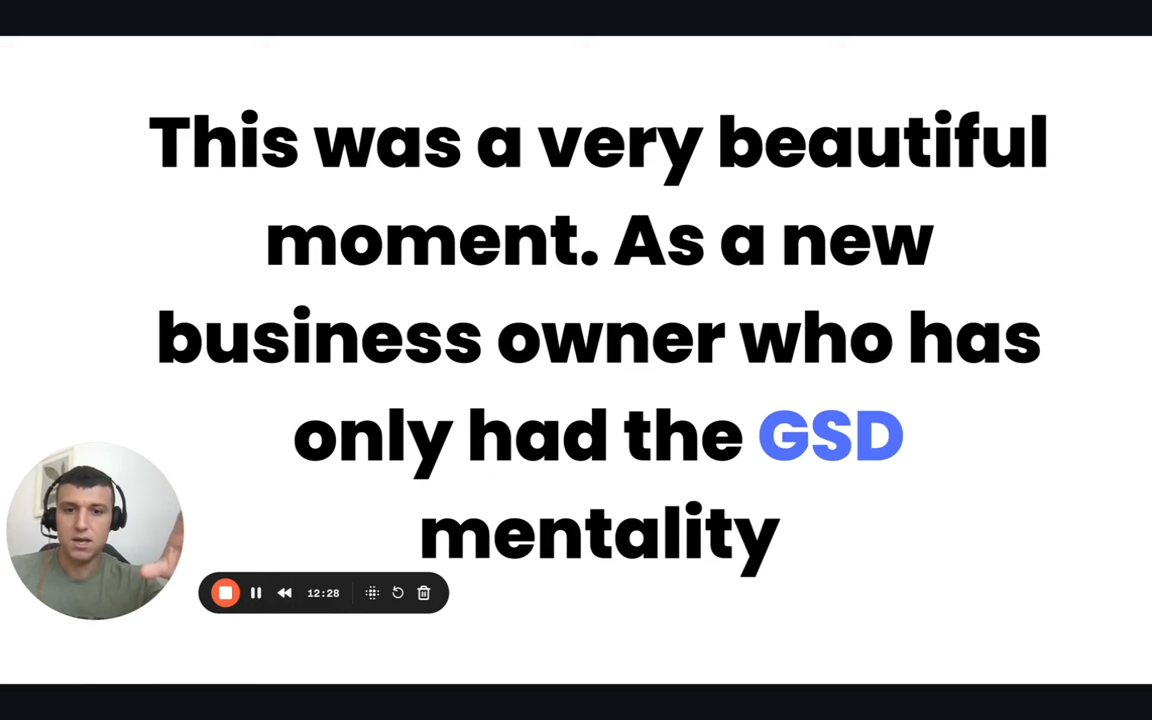 This was a very beautiful
moment. As a new
business owner who has
only had the GSD
mentality
12:28